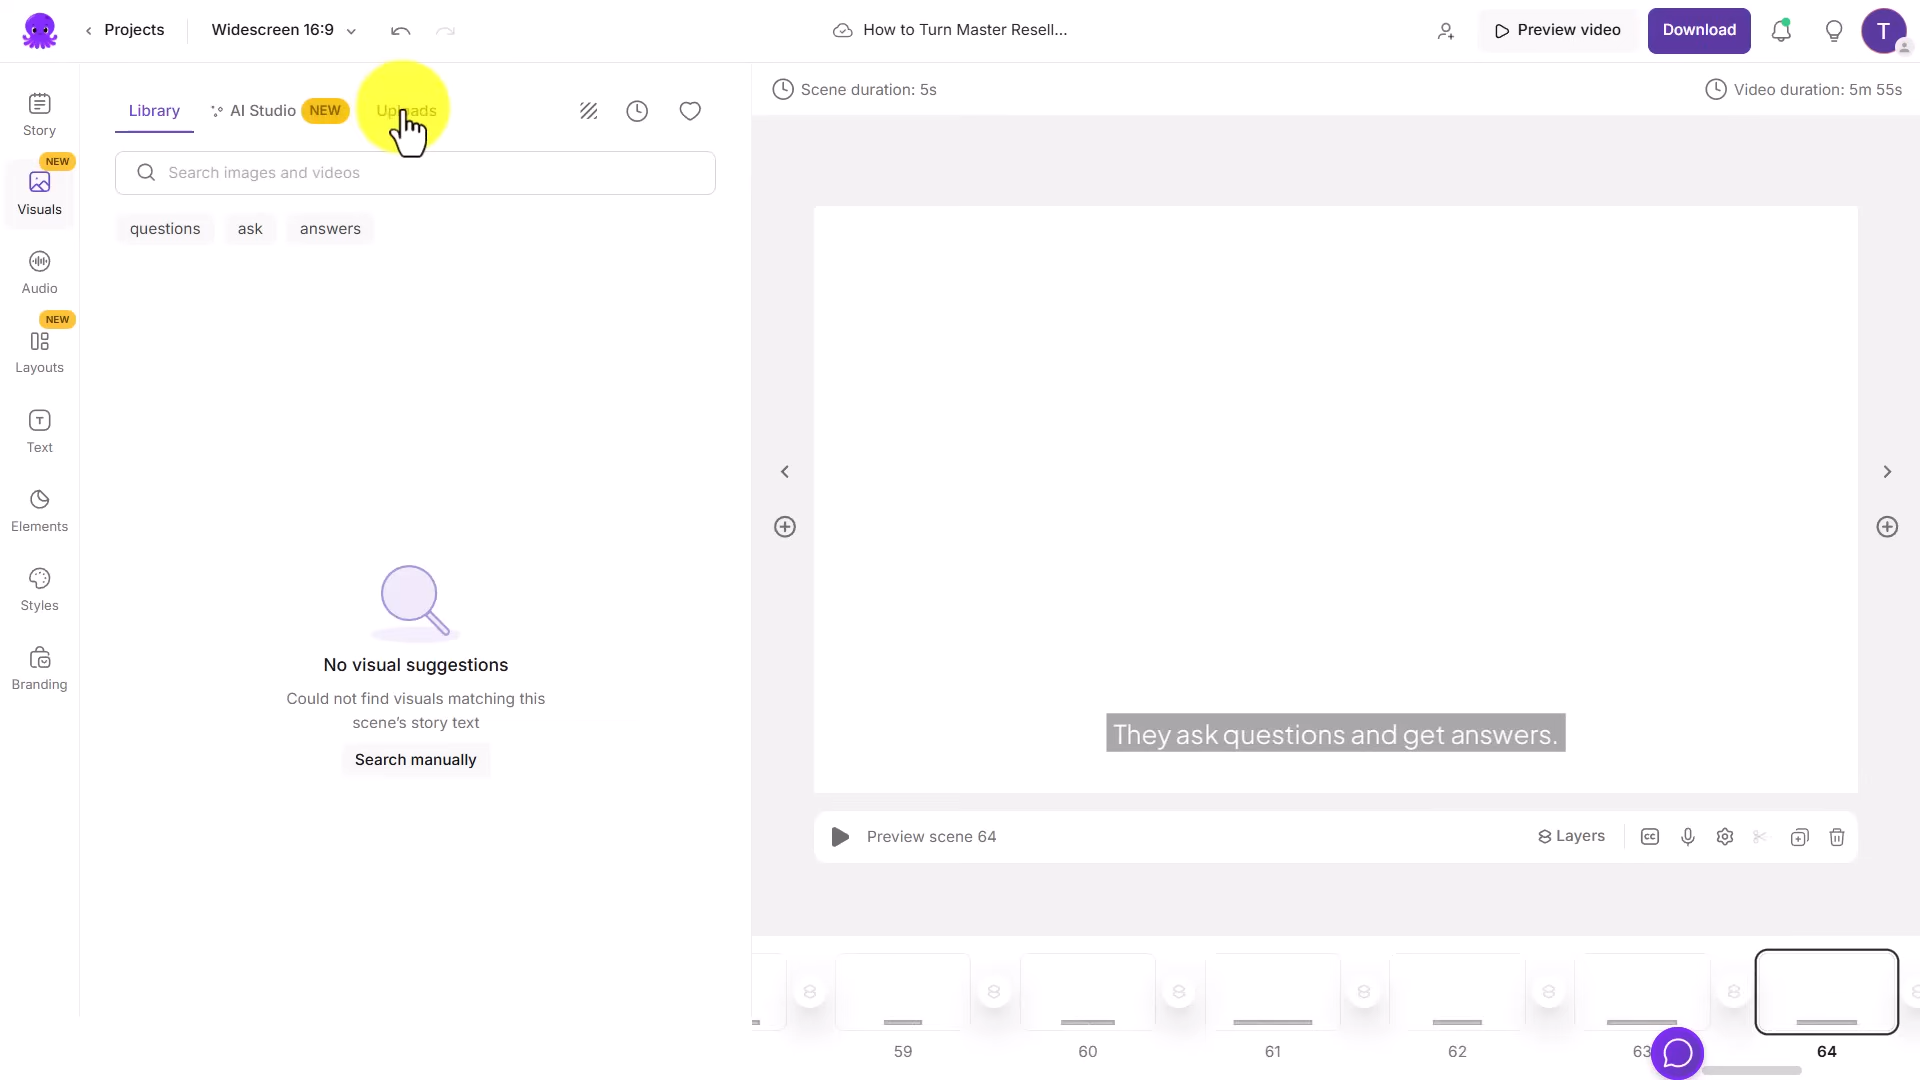 Projects
Widescreen 16:9
How to Turn Master Resell...
Preview video
Download
T
Library
AI Studio
NEW
Uploads
Scene duration: 5s
Video duration: 5m 55s
Story
NEW
Visuals
Audio
NEW
Layouts
Text
Elements
Styles
Branding
Search images and videos
questions
ask
answers
No visual suggestions
Could not find visuals matching this
scene's story text
Search manually
They ask questions and get answers.
Preview scene 64
Layers
CC
59
60
61
62
63
64